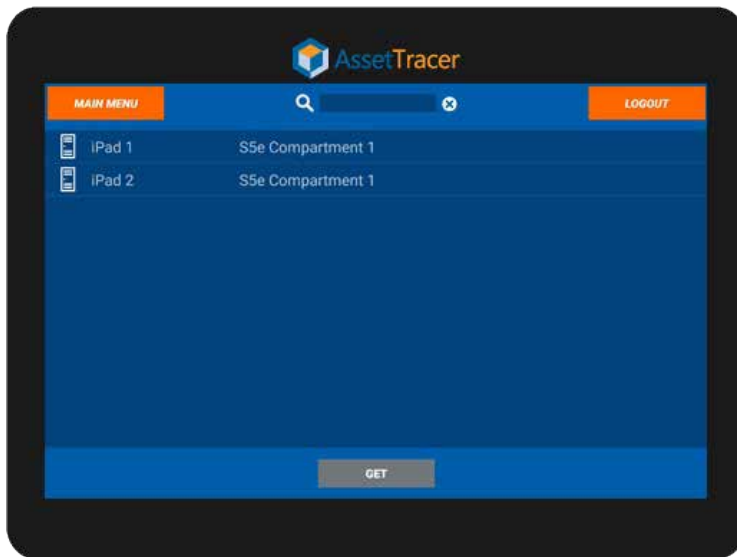 AssetTracer
MAIN MENU
LOGOUT
iPad 1 S5e Compartment 1
iPad 2 S5e Compartment 1
GET